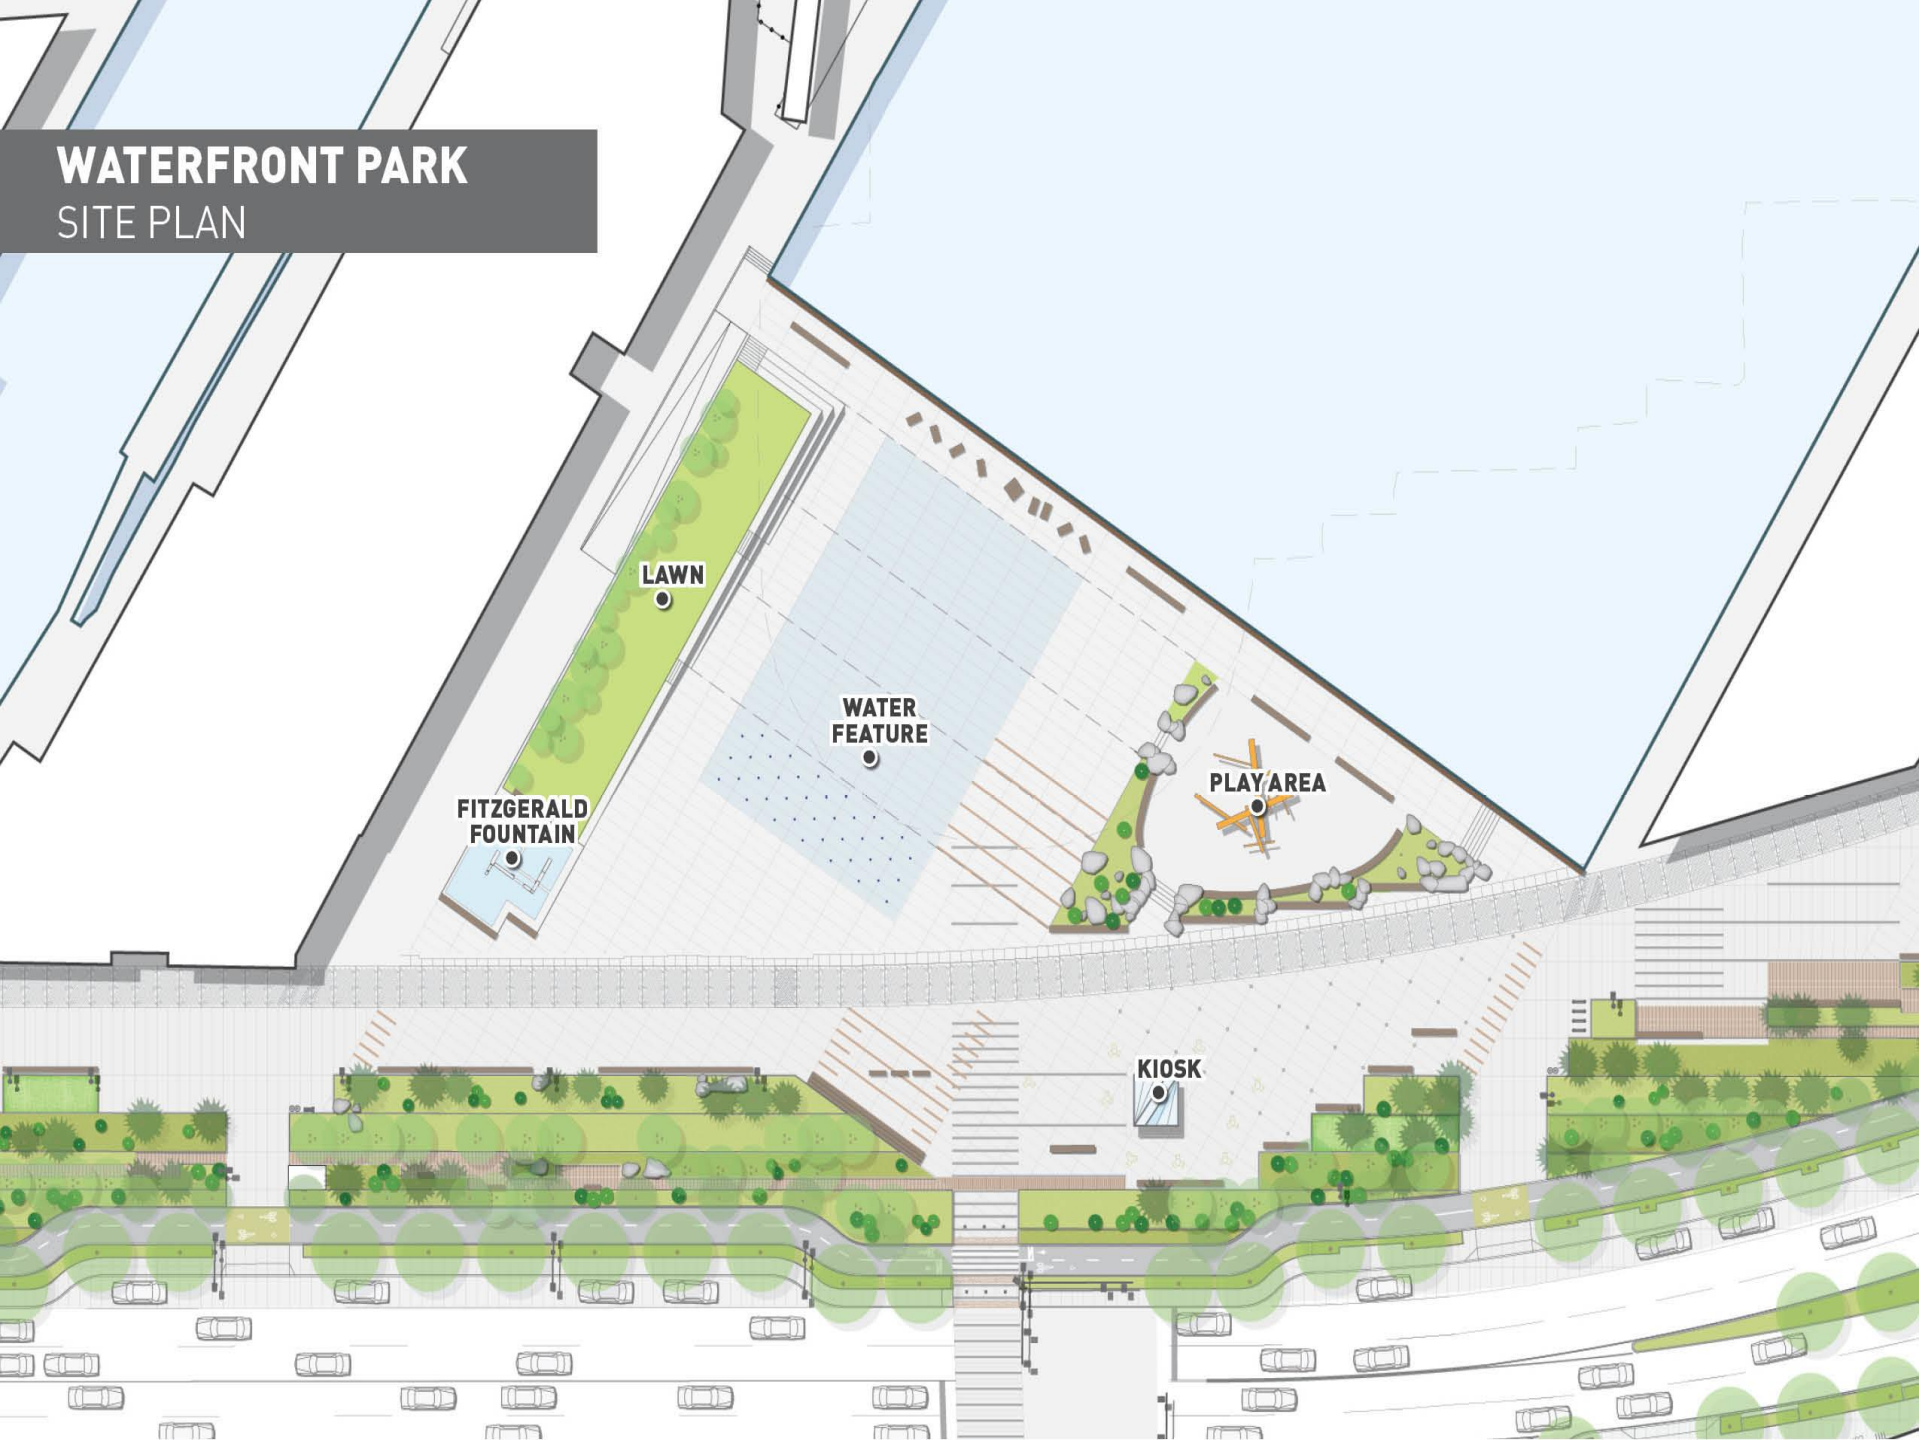 WATERFRONT PARK
SITE PLAN
LAWN
WATER
FEATURE
PLAY AREA
FITZGERALD
FOUNTAIN
KIOSK